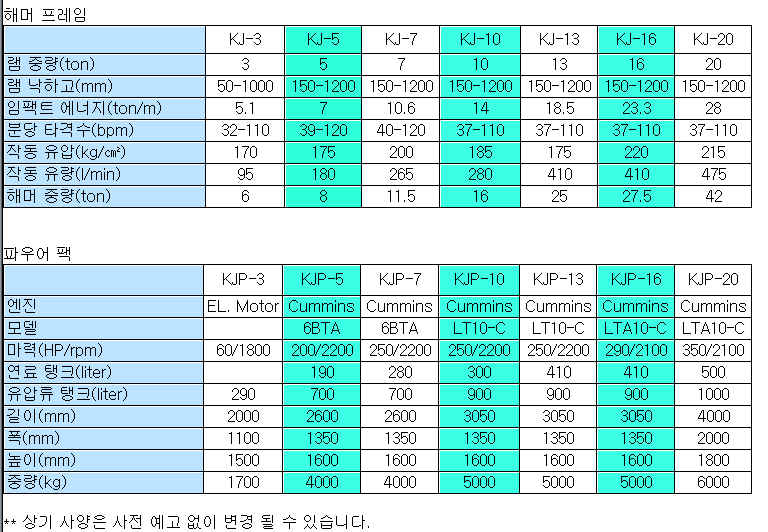 해머 프레임
KJ-3 KJ-5 KJ-7 KJ-10 KJ-13 KJ-16 KJ-20
램 중량(ton) 3 5 7 10 13 16 20
램 낙하고(mm) 50-1000 150-1200 150-1200 150-1200 150-1200 150-1200 150-1200
임팩트 에너지(ton/m) 5.1 7 10.6 14 18.5 23.3 28
분당 타격수(bpm) 32-110 39-120 40-120 37-110 37-110 37-110 37-110
작동 유압(kg/㎠) 170 175 200 185 175 220 215
작동 유량(l/min) 95 180 265 280 410 410 475
해머 중량(ton) 6 8 11.5 16 25 27.5 42
파우어 팩
KJP-3 KJP-5 KJP-7 KJP-10 KJP-13 KJP-16 KJP-20
엔진 EL. Motor Cummins Cummins Cummins Cummins Cummins Cummins
모델 6BTA 6BTA LT10-C LT10-C LTA10-C LTA10-C
마력(HP/rpm) 60/1800 200/2200 250/2200 250/2200 250/2200 290/2100 350/2100
연료 탱크(liter) 190 280 300 410 410 500
유압류 탱크(liter) 290 700 700 900 900 900 1000
길이(mm) 2000 2600 2600 3050 3050 3050 4000
폭(mm) 1100 1350 1350 1350 1350 1350 2000
높이(mm) 1500 1600 1600 1600 1600 1600 1800
중량(kg) 1700 4000 4000 5000 5000 5000 6000
** 상기 사양은 사전 예고 없이 변경 될 수 있습니다.